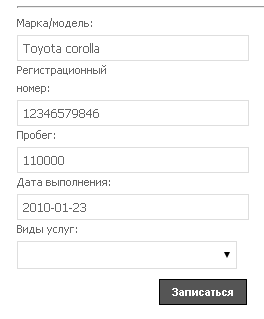 Марка/модель:
Toyota corolla
Регистрационный
номер:
12346579846
Пробег:
110000
Дата выполнения:
2010-01-23
Виды услуг:
Записаться